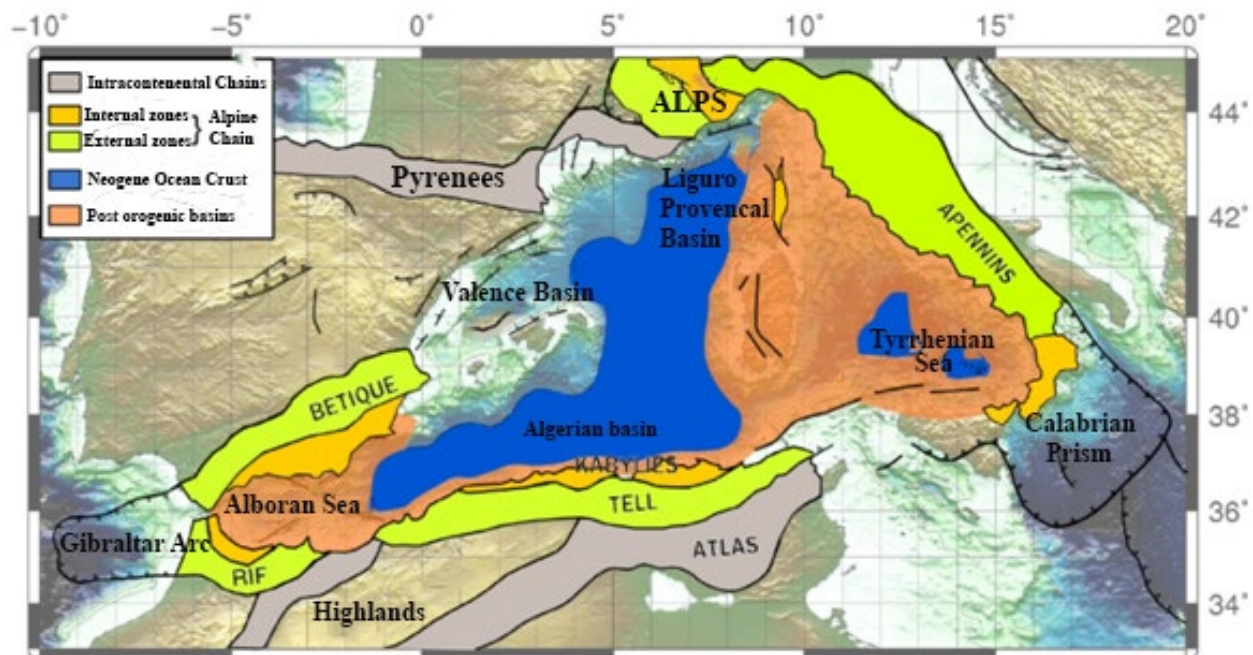 -10°
-5°
0°
5°
10°
15°
20°
Intracontenental Chains
Internal zones
External zones
} Alpine
Chain
Neogene Ocean Crust
Post orogenic basins
ALPS
44°
Pyrenees
Liguro
Provencal
Basin
42°
APENNINS
Valence Basin
40°
Tyrrhenian
Sea
BETIQUE
38°
Algerian basin
Calabrian
Prism
KABYLIES
Alboran Sea
TELL
36°
Gibraltar Arc
ATLAS
RIF
Highlands
34°